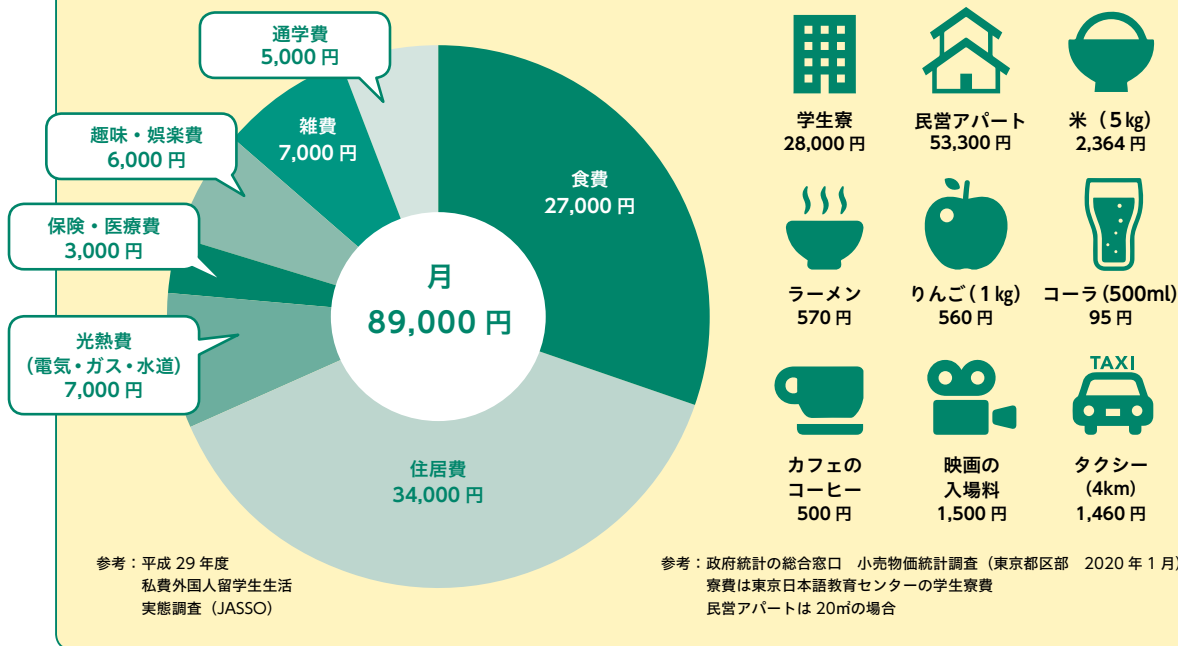 通学費
5,000 円
雑費
7,000 円
趣味・娯楽費
6,000 円
保険・医療費
3,000 円
光熱費
(電気・ガス・水道)
7,000 円
食費
27,000 円
月
89,000 円
住居費
34,000 円
参考：平成 29 年度
私費外国人留学生生活
実態調査（JASSO）
学生寮
28,000 円
民営アパート
53,300 円
米（5㎏）
2,364 円
ラーメン
570 円
りんご（1㎏）
560 円
コーラ (500ml)
95 円
カフェの
コーヒー
500 円
映画の
入場料
1,500 円
TAXI
タクシー
(4km)
1,460 円
参考：政府統計の総合窓口　小売物価統計調査（東京都区部　2020 年 1 月）
寮費は東京日本語教育センターの学生寮費
民営アパートは 20㎡の場合